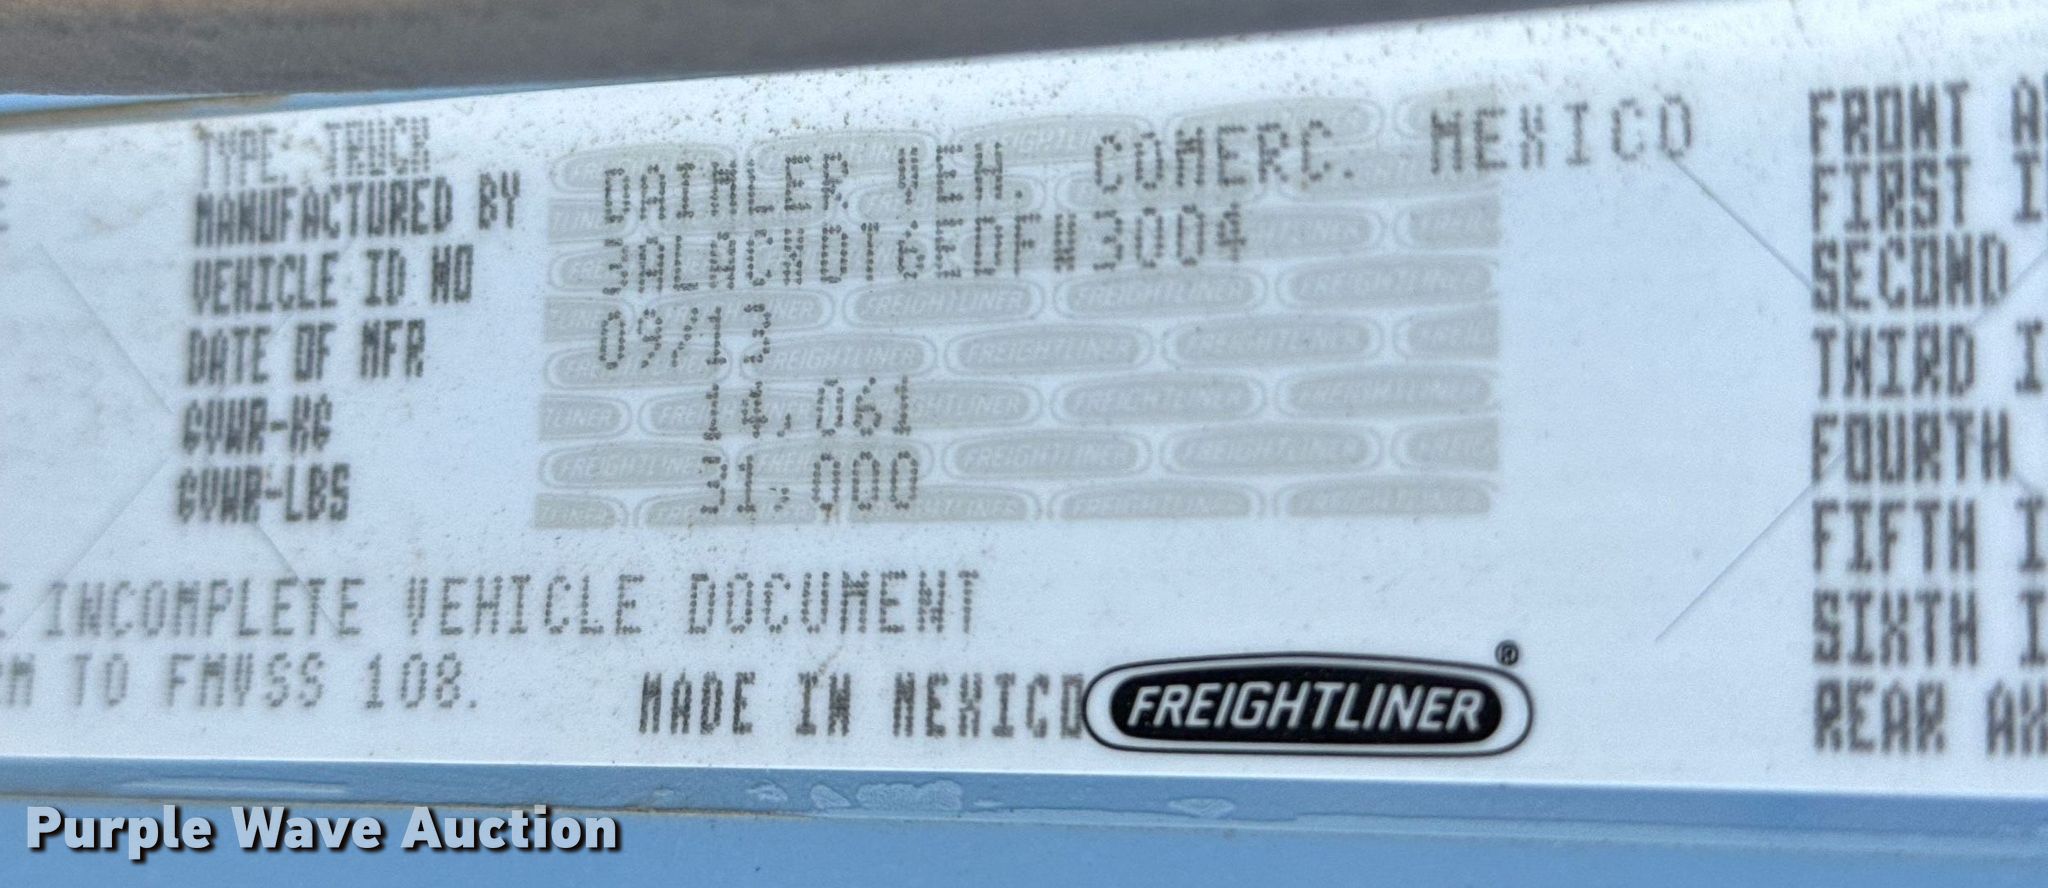 TYPE: TRUCK
MANUFACTURED BY DAIMLER VEH. COMERC. MEXICO
VEHICLE ID NO 3ALACWDT6EDFW3004
DATE OF MFR 09/13
GVWR-KG 14,061
GVWR-LBS 31,000
INCOMPLETE VEHICLE DOCUMENT
TO FMVSS 108.
MADE IN MEXICO FREIGHTLINER®
FRONT
FIRST
SECOND
THIRD
FOURTH
FIFTH
SIXTH
REAR
Purple Wave Auction